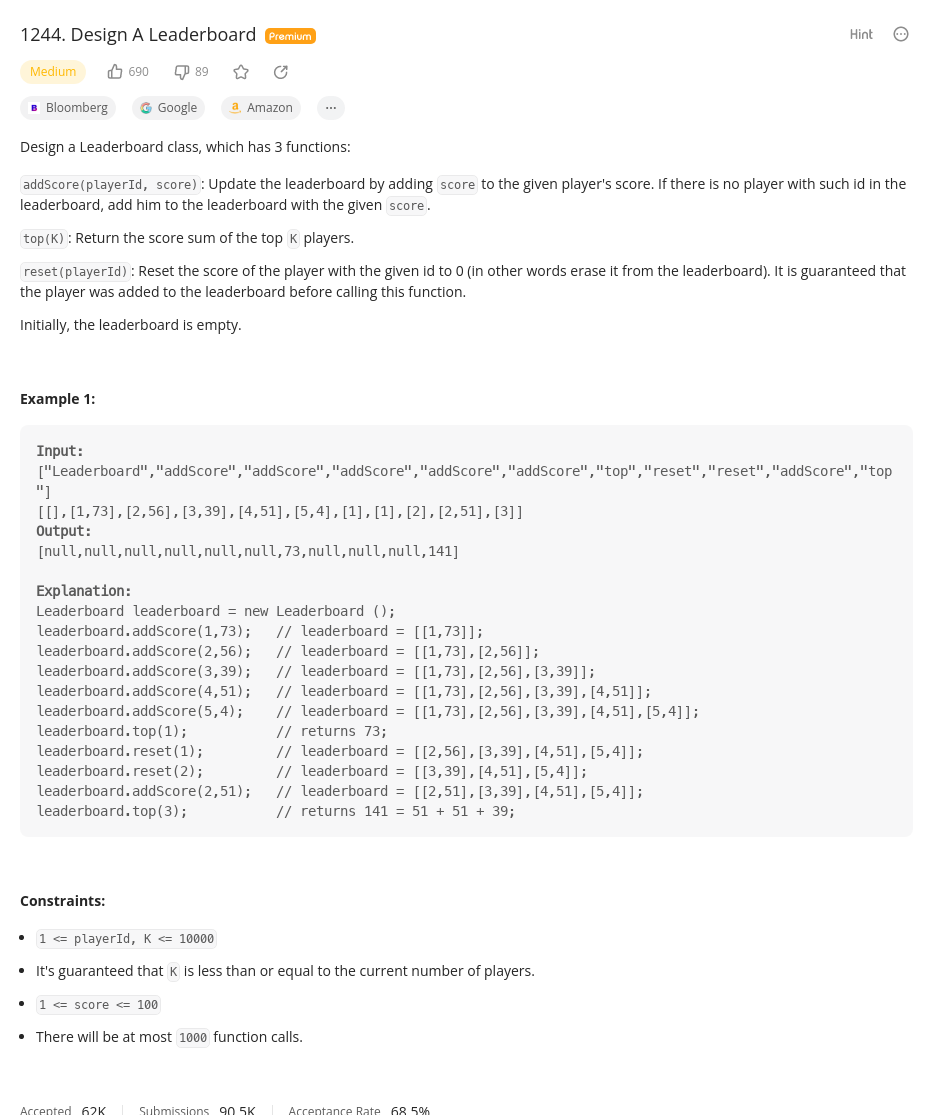 1244. Design A Leaderboard Premium Hint
Medium 690 89
B Bloomberg G Google a Amazon ...
Design a Leaderboard class, which has 3 functions:
addScore(playerId, score): Update the leaderboard by adding score to the given player's score. If there is no player with such id in the
leaderboard, add him to the leaderboard with the given score.
top(K): Return the score sum of the top K players.
reset(playerId): Reset the score of the player with the given id to 0 (in other words erase it from the leaderboard). It is guaranteed that
the player was added to the leaderboard before calling this function.
Initially, the leaderboard is empty.
Example 1:
Input:
["Leaderboard","addScore","addScore","addScore","addScore","addScore","top","reset","reset","addScore","top
"]
[[],[1,73],[2,56],[3,39],[4,51],[5,4],[1],[1],[2],[2,51],[3]]
Output:
[null,null,null,null,null,null,73,null,null,null,141]
Explanation:
Leaderboard leaderboard = new Leaderboard ();
leaderboard.addScore(1,73);   // leaderboard = [[1,73]];
leaderboard.addScore(2,56);   // leaderboard = [[1,73],[2,56]];
leaderboard.addScore(3,39);   // leaderboard = [[1,73],[2,56],[3,39]];
leaderboard.addScore(4,51);   // leaderboard = [[1,73],[2,56],[3,39],[4,51]];
leaderboard.addScore(5,4);    // leaderboard = [[1,73],[2,56],[3,39],[4,51],[5,4]];
leaderboard.top(1);           // returns 73;
leaderboard.reset(1);         // leaderboard = [[2,56],[3,39],[4,51],[5,4]];
leaderboard.reset(2);         // leaderboard = [[3,39],[4,51],[5,4]];
leaderboard.addScore(2,51);   // leaderboard = [[2,51],[3,39],[4,51],[5,4]];
leaderboard.top(3);           // returns 141 = 51 + 51 + 39;
Constraints:
• 1 <= playerId, K <= 10000
• It's guaranteed that K is less than or equal to the current number of players.
• 1 <= score <= 100
• There will be at most 1000 function calls.
Accepted 62K Submissions 90.5K Acceptance Rate 68.5%